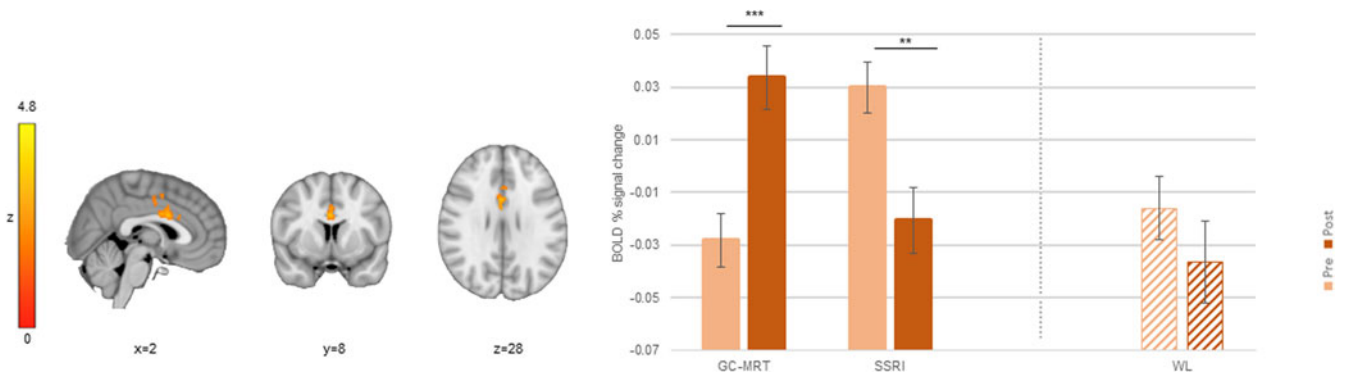 4.8
z
0
x=2
y=8
z=28
BOLD % signal change
0.05
0.03
0.01
-0.01
-0.03
-0.05
-0.07
***
**
GC-MRT
SSRI
WL
Pre
Post